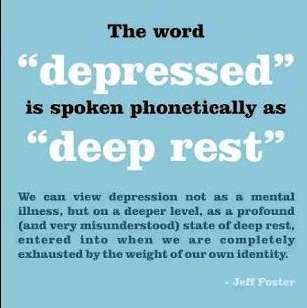 The word
“depressed”
is spoken phonetically as
“deep rest”
We can view depression not as a mental
illness, but on a deeper level, as a profound
(and very misunderstood) state of deep rest,
entered into when we are completely
exhausted by the weight of our own identity.
- Jeff Foster